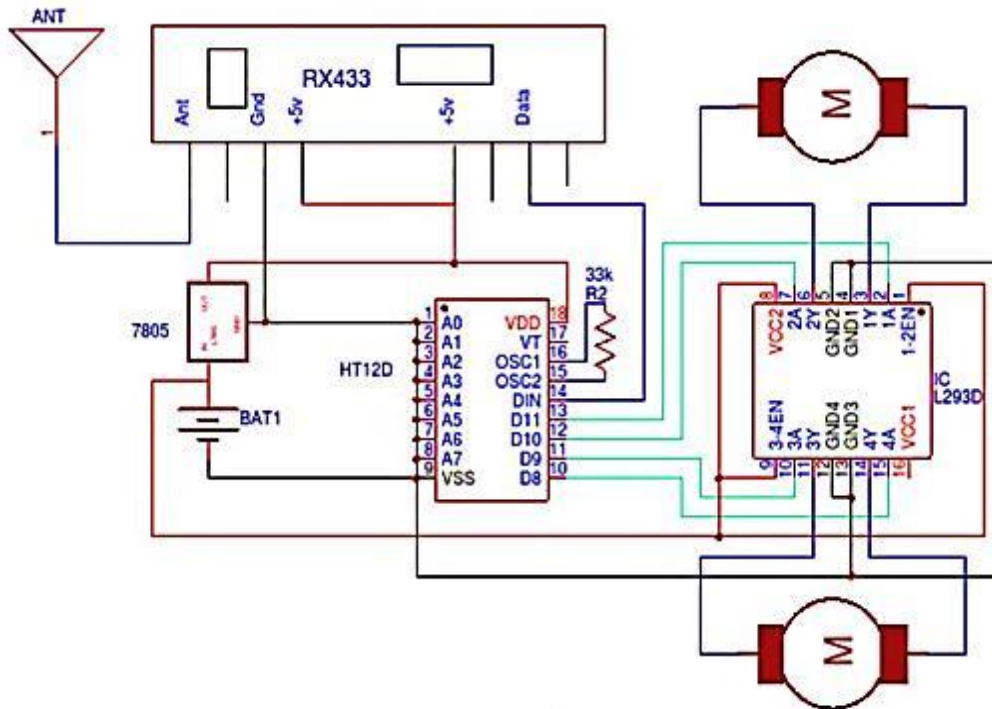 ANT
1
RX433
Ant
Gnd
+5v
+5v
Data
M
7805
BAT1
HT12D
1 A0
2 A1
3 A2
4 A3
5 A4
6 A5
7 A6
8 A7
9 VSS
VDD 18
VT 17
OSC1 16
OSC2 15
DIN 14
D11 13
D10 12
D9 11
D8 10
33k
R2
8 VCC2
7 2A
6 2Y
5 GND2
4 GND1
3 1Y
2 1A
1 1-2EN
IC
L293D
9 3-4EN
10 3A
11 3Y
12 GND4
13 GND3
14 4Y
15 4A
16 VCC1
M